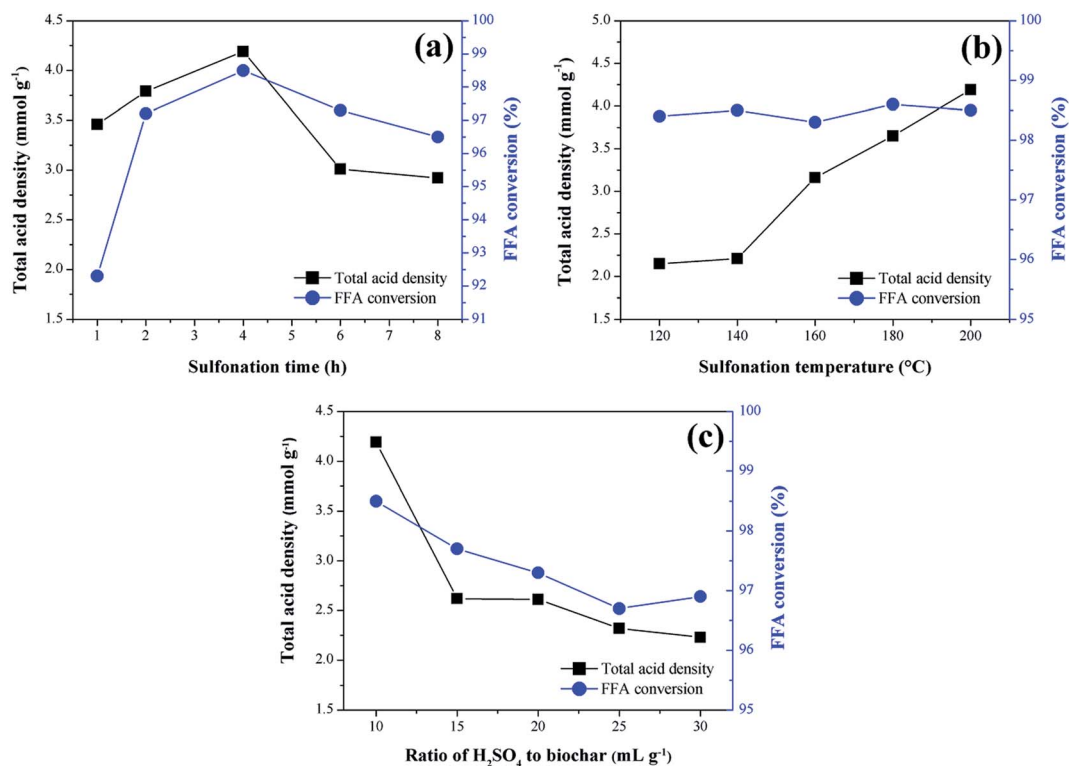 (a)
Total acid density (mmol g⁻¹)
4.5
4.0
3.5
3.0
2.5
2.0
1.5
100
99
98
97
96
95
94
93
92
91
FFA conversion (%)
Total acid density
FFA conversion
1 2 3 4 5 6 7 8
Sulfonation time (h)
(b)
Total acid density (mmol g⁻¹)
5.0
4.5
4.0
3.5
3.0
2.5
2.0
1.5
100
99
98
97
96
95
FFA conversion (%)
Total acid density
FFA conversion
120 140 160 180 200
Sulfonation temperature (°C)
(c)
Total acid density (mmol g⁻¹)
4.5
4.0
3.5
3.0
2.5
2.0
1.5
100
99
98
97
96
95
FFA conversion (%)
Total acid density
FFA conversion
10 15 20 25 30
Ratio of H₂SO₄ to biochar (mL g⁻¹)